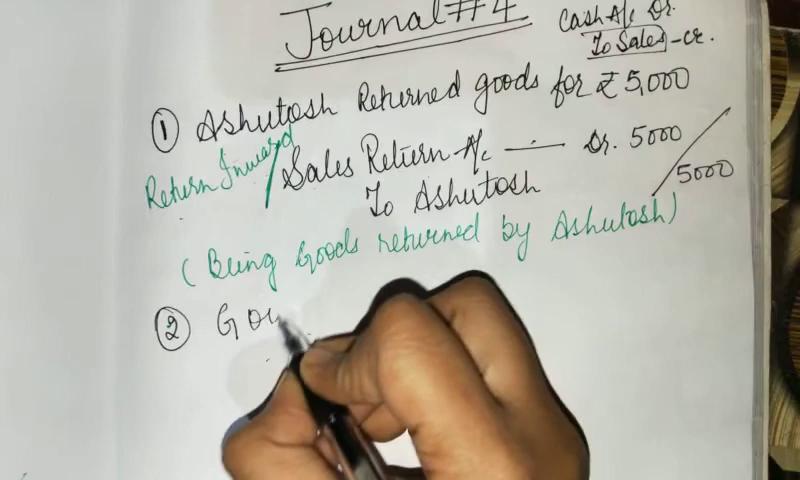 Journal #4
Cash A/c Dr.
To Sales - cr.
① Ashutosh Returned goods for ₹ 5,000
Return Inward / Sales Return A/c — Dr. 5000
To Ashutosh 5000
(Being Goods returned by Ashutosh)
② Goo